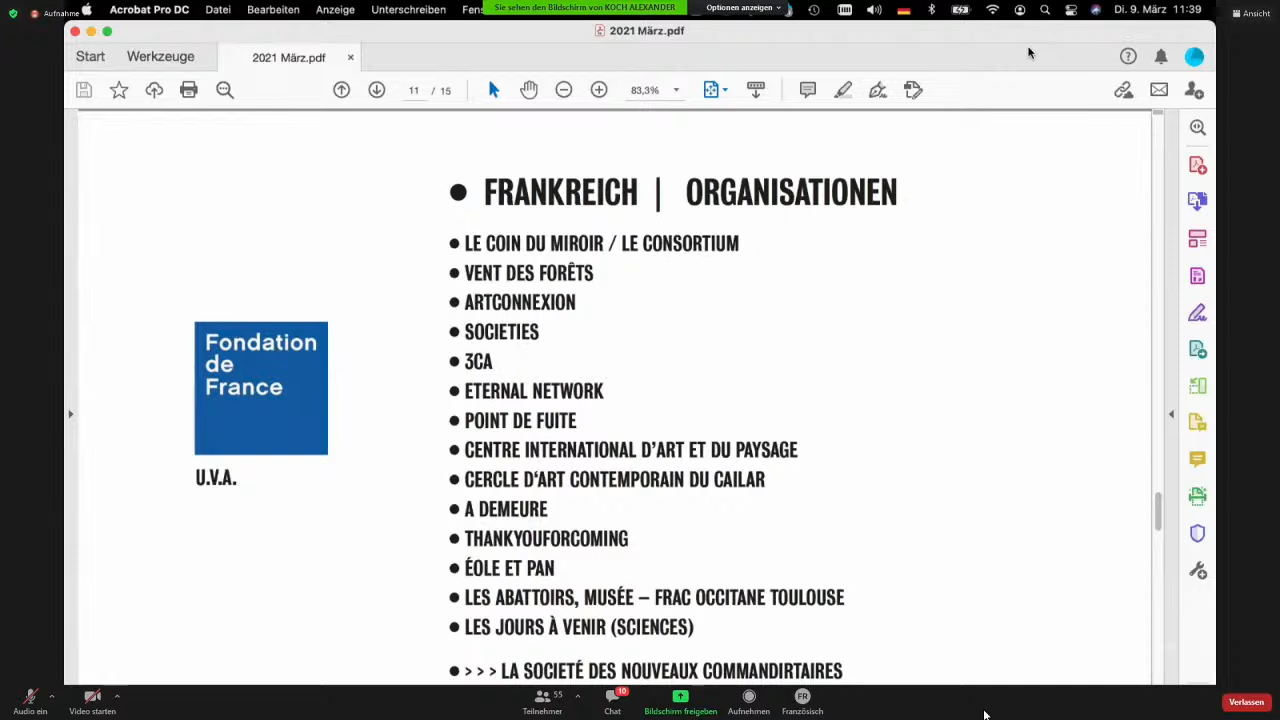 Aufnahme
Acrobat Pro DC Datei Bearbeiten Anzeige Unterschreiben Fens
Sie sehen den Bildschirm von KOCH ALEXANDER
Optionen anzeigen
Di. 9. März 11:39
Ansicht
2021 März.pdf
Start Werkzeuge 2021 März.pdf ×
11 / 15 83,3%
● FRANKREICH | ORGANISATIONEN
● LE COIN DU MIROIR / LE CONSORTIUM
● VENT DES FORÊTS
● ARTCONNEXION
● SOCIETIES
● 3CA
● ETERNAL NETWORK
● POINT DE FUITE
● CENTRE INTERNATIONAL D’ART ET DU PAYSAGE
● CERCLE D‘ART CONTEMPORAIN DU CAILAR
● A DEMEURE
● THANKYOUFORCOMING
● ÉOLE ET PAN
● LES ABATTOIRS, MUSÉE – FRAC OCCITANE TOULOUSE
● LES JOURS À VENIR (SCIENCES)
● > > > LA SOCIETÉ DES NOUVEAUX COMMANDIRTAIRES
Fondation
de
France
U.V.A.
Audio ein Video starten 55 Teilnehmer 10 Chat Bildschirm freigeben Aufnehmen FR Französisch Verlassen